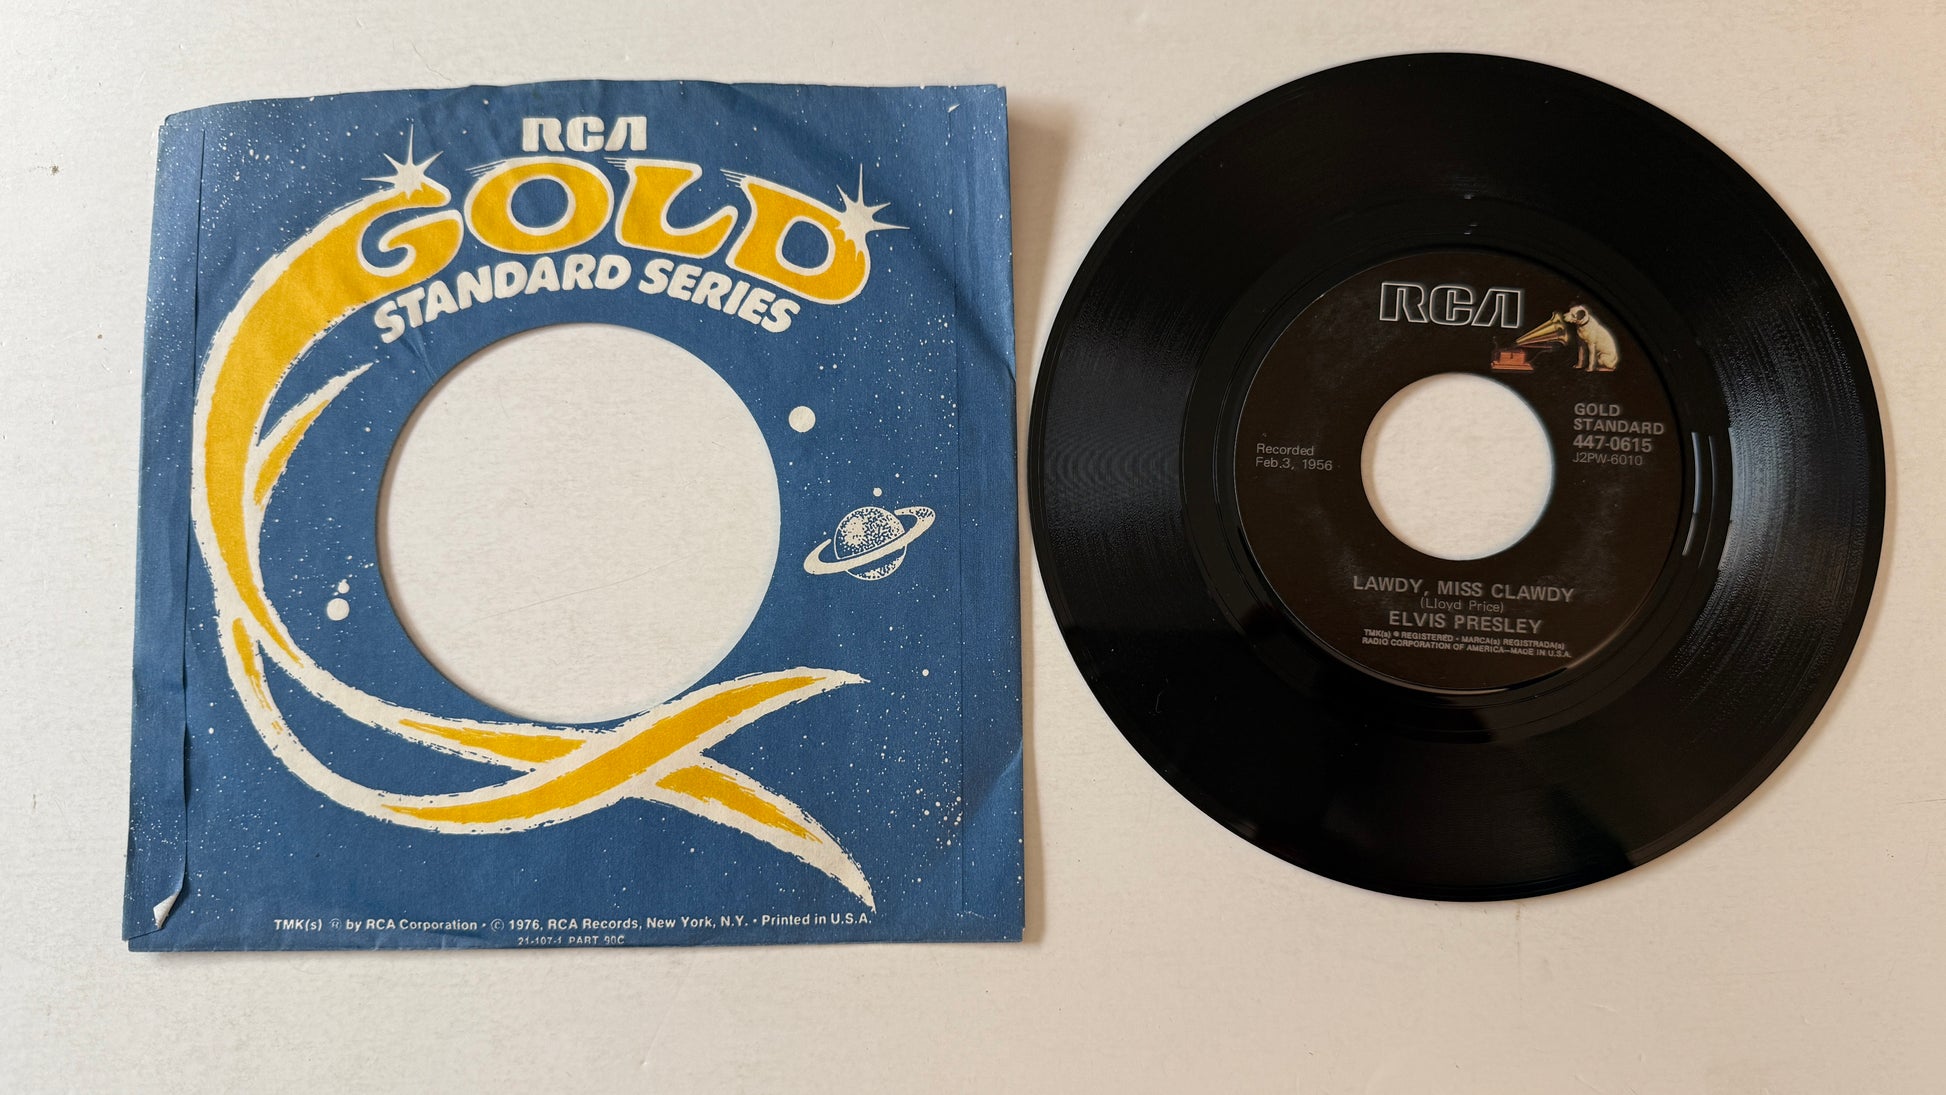 RCA
GOLD
STANDARD SERIES
TMK(s) ® by RCA Corporation • © 1976, RCA Records, New York, N.Y. • Printed in U.S.A.
21-107-1 PART 90C
RCA
GOLD
STANDARD
447-0615
J2PW-6010
Recorded
Feb.3, 1956
LAWDY, MISS CLAWDY
(Lloyd Price)
ELVIS PRESLEY
TMK(s) ® REGISTERED • MARCA(s) REGISTRADA(s)
RADIO CORPORATION OF AMERICA—MADE IN U.S.A.